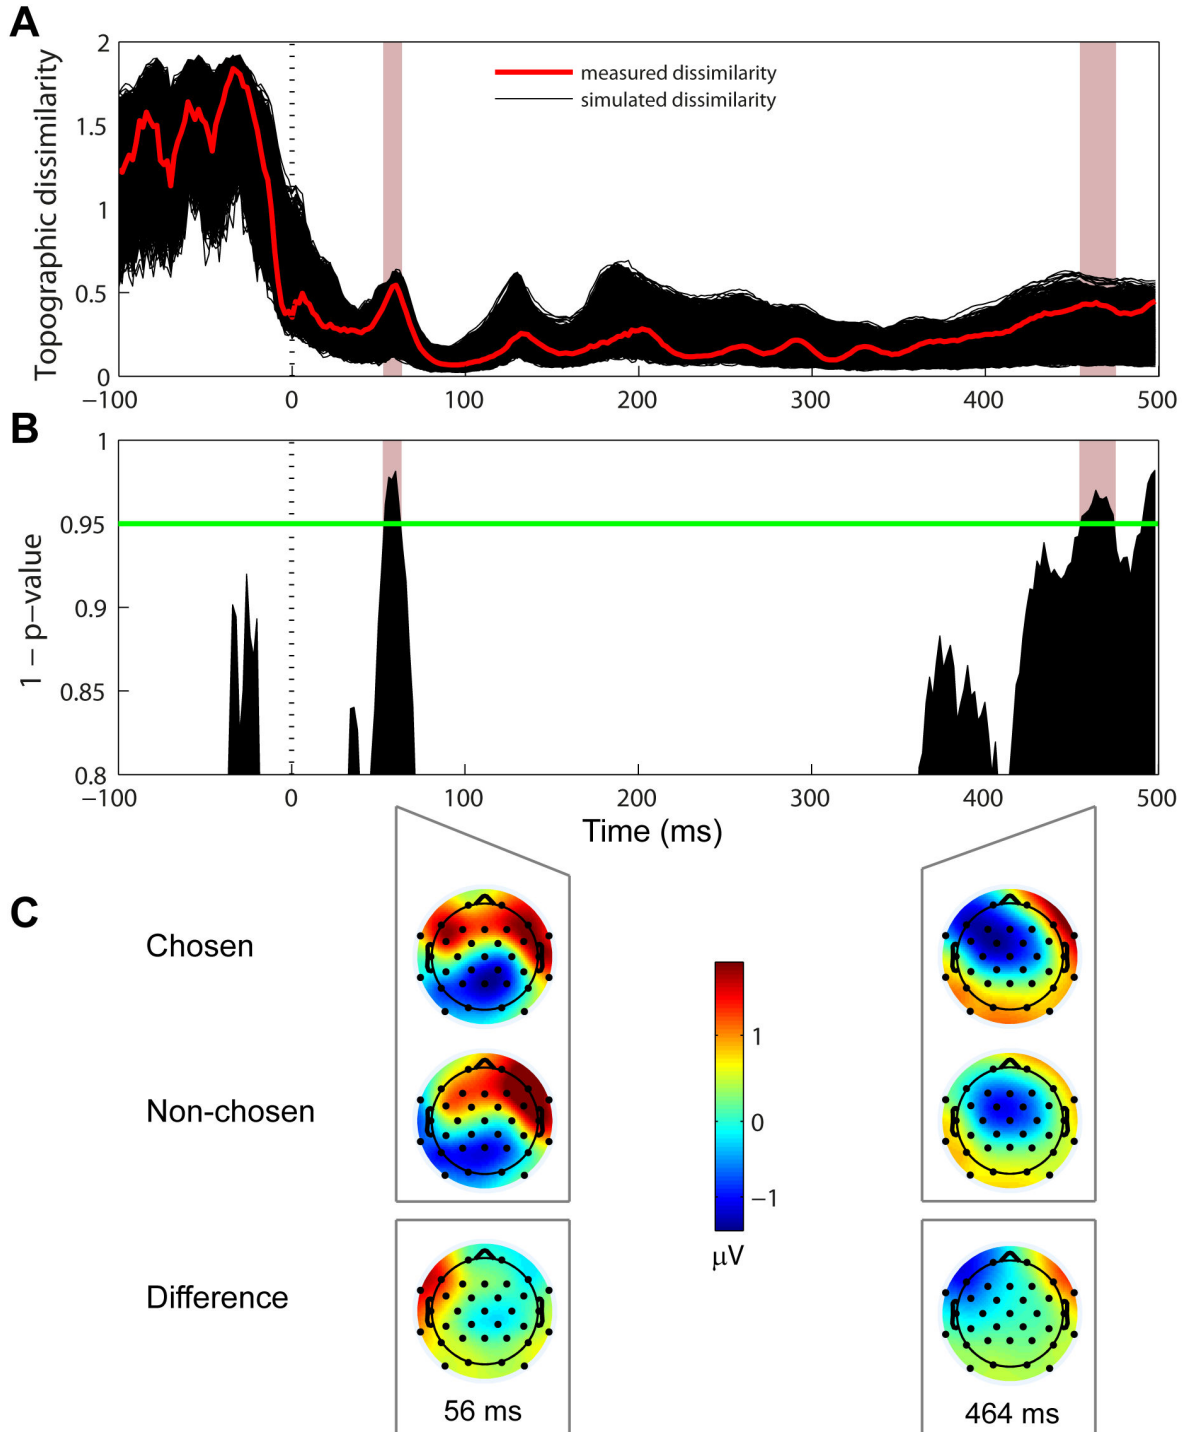 A
Topographic dissimilarity
2
1.5
1
0.5
0
measured dissimilarity
simulated dissimilarity
−100 0 100 200 300 400 500
B
1 − p−value
1
0.95
0.9
0.85
0.8
−100 0 100 200 300 400 500
Time (ms)
C
Chosen
Non-chosen
Difference
1
0
−1
μV
56 ms
464 ms